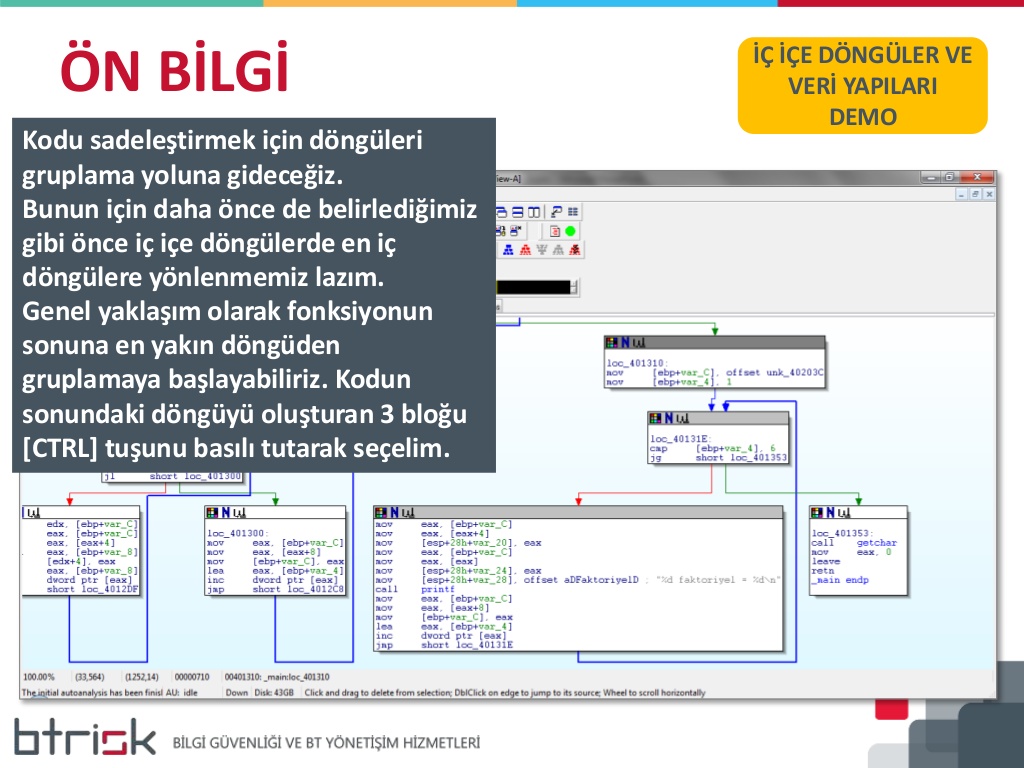 ÖN BİLGİ
İÇ İÇE DÖNGÜLER VE
VERİ YAPILARI
DEMO
Kodu sadeleştirmek için döngüleri
gruplama yoluna gideceğiz.
Bunun için daha önce de belirlediğimiz
gibi önce iç içe döngülerde en iç
döngülere yönlenmemiz lazım.
Genel yaklaşım olarak fonksiyonun
sonuna en yakın döngüden
gruplamaya başlayabiliriz. Kodun
sonundaki döngüyü oluşturan 3 bloğu
[CTRL] tuşunu basılı tutarak seçelim.
iew-A]
loc_401310:
mov [ebp+var_C], offset unk_40203C
mov [ebp+var_4], 1
loc_40131E:
cmp [ebp+var_4], 6
jg short loc_401353
jl short loc_401300
edx, [ebp+var_C]
eax, [ebp+var_C]
eax, [eax+4]
eax, [ebp+var_8]
[edx+4], eax
eax, [ebp+var_8]
dword ptr [eax]
short loc_4012DF
loc_401300:
mov eax, [ebp+var_C]
mov eax, [eax+8]
mov [ebp+var_C], eax
lea eax, [ebp+var_4]
inc dword ptr [eax]
jmp short loc_4012C8
mov eax, [ebp+var_C]
mov eax, [eax+4]
mov [esp+28h+var_20], eax
mov eax, [ebp+var_C]
mov eax, [eax]
mov [esp+28h+var_24], eax
mov [esp+28h+var_28], offset aDFaktoriyelD ; "%d faktoriyel = %d\n"
call printf
mov eax, [ebp+var_C]
mov eax, [eax+8]
mov [ebp+var_C], eax
lea eax, [ebp+var_4]
inc dword ptr [eax]
jmp short loc_40131E
loc_401353:
call getchar
mov eax, 0
leave
retn
_main endp
100.00% (33,564) (1252,14) 00000710 00401310: _main:loc_401310
The initial autoanalysis has been finisl AU: idle Down Disk: 43GB Click and drag to delete from selection; DblClick on edge to jump to its source; Wheel to scroll horizontally
btrisk BİLGİ GÜVENLİĞİ VE BT YÖNETİŞİM HİZMETLERİ